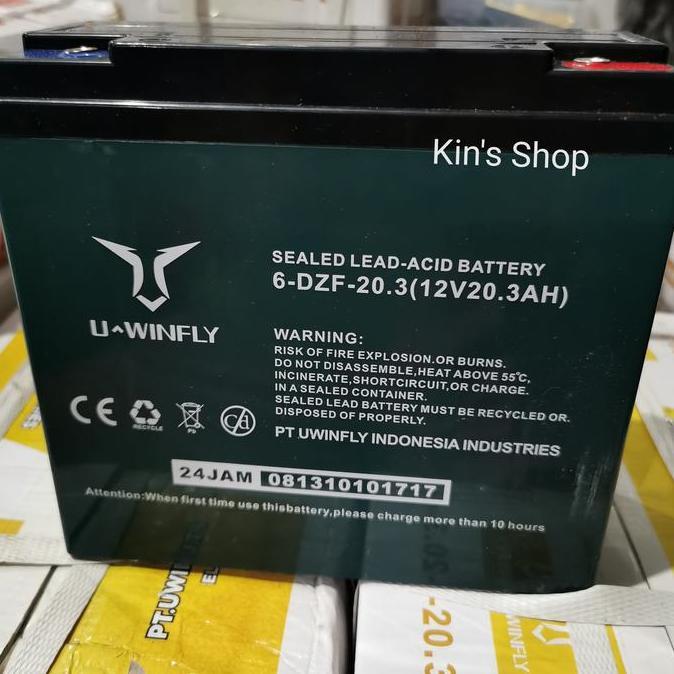 Kin's Shop
SEALED LEAD-ACID BATTERY
6-DZF-20.3(12V20.3AH)
U^WINFLY
WARNING:
RISK OF FIRE EXPLOSION.OR BURNS.
DO NOT DISASSEMBLE,HEAT ABOVE 55℃,
INCINERATE,SHORTCIRCUIT,OR CHARGE.
IN A SEALED CONTAINER.
SEALED LEAD BATTERY MUST BE RECYCLED OR.
DISPOSED OF PROPERLY.
PT UWINFLY INDONESIA INDUSTRIES
CE
RECYCLE
Pb
24JAM 081310101717
Attention:When first time use thisbattery,please charge more than 10 hours
PT.UWIN
-20.3
WINFLY